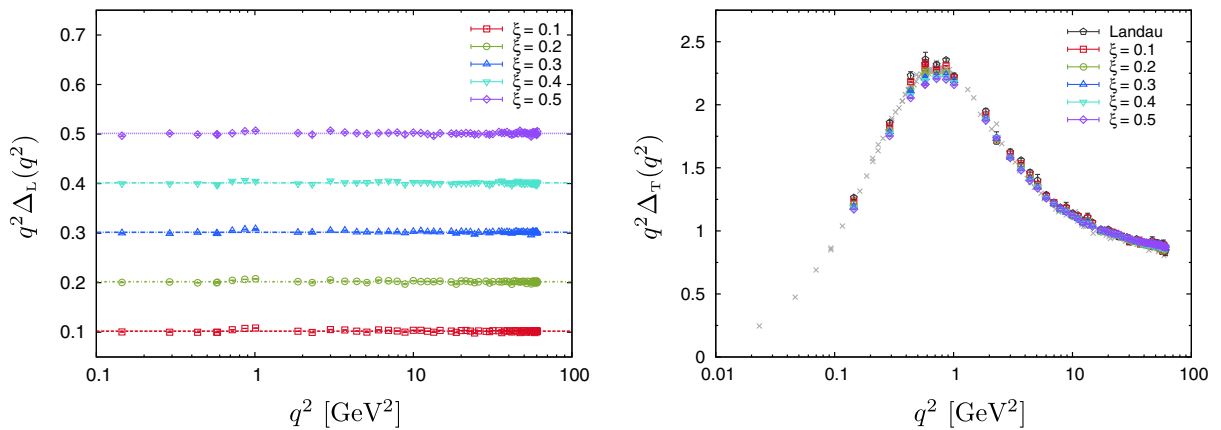 0.7
0.5
0.4
0.3
0.2
0.1
q² Δ_L(q²)
0.1
1
10
100
q² [GeV²]
ξ = 0.1
ξ = 0.2
ξ = 0.3
ξ = 0.4
ξ = 0.5
2.5
2
1.5
1
0.5
0
q² Δ_T(q²)
0.01
0.1
1
10
100
q² [GeV²]
Landau
ξ = 0.1
ξ = 0.2
ξ = 0.3
ξ = 0.4
ξ = 0.5